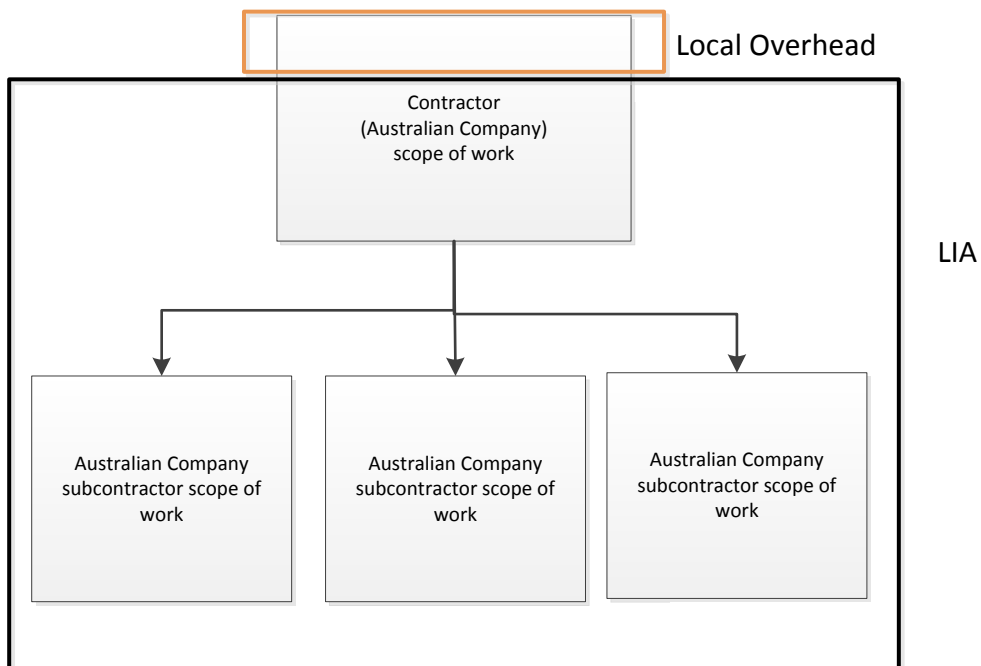 Local Overhead
Contractor
(Australian Company)
scope of work
LIA
Australian Company
subcontractor scope of
work
Australian Company
subcontractor scope of
work
Australian Company
subcontractor scope of
work